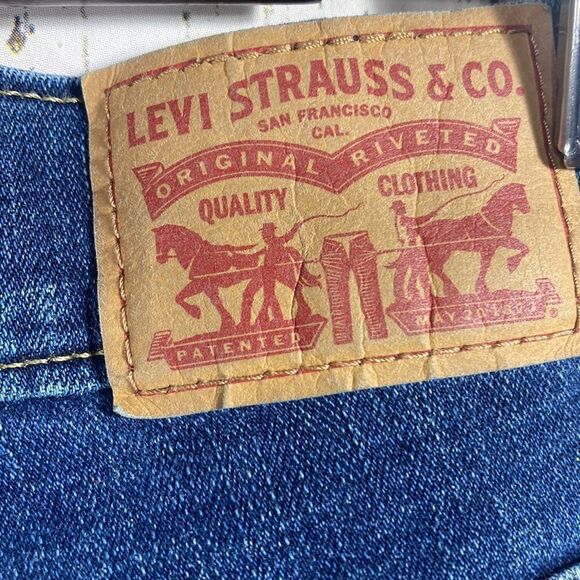 LEVI STRAUSS & CO.
SAN FRANCISCO
CAL.
ORIGINAL RIVETED
QUALITY CLOTHING
PATENTED MAY 20
®